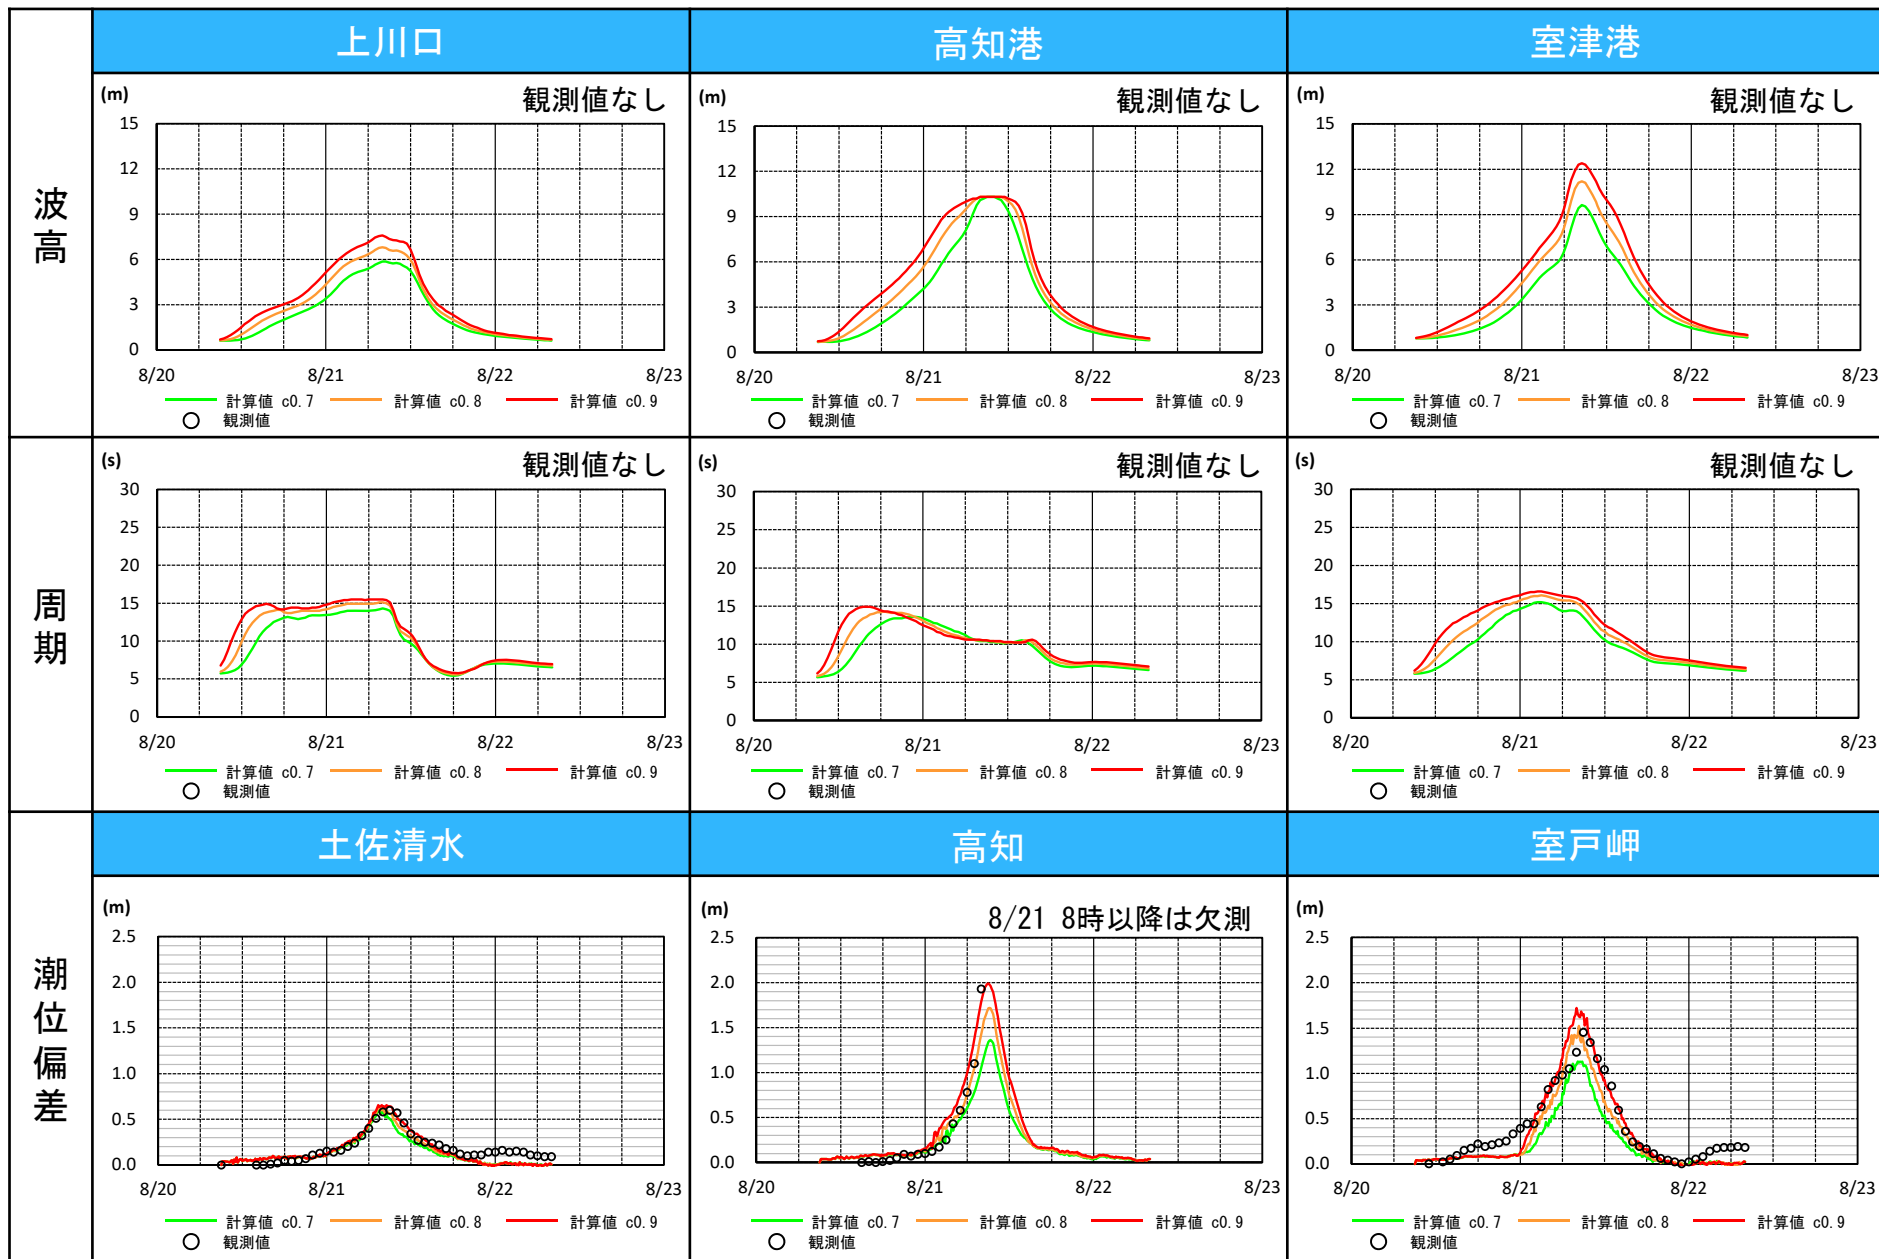 上川口
高知港
室津港
波高
(m)
観測値なし
15
12
9
6
3
0
8/20
8/21
8/22
8/23
計算値 c0.7
計算値 c0.8
計算値 c0.9
観測値
(m)
観測値なし
15
12
9
6
3
0
8/20
8/21
8/22
8/23
計算値 c0.7
計算値 c0.8
計算値 c0.9
観測値
(m)
観測値なし
15
12
9
6
3
0
8/20
8/21
8/22
8/23
計算値 c0.7
計算値 c0.8
計算値 c0.9
観測値
周期
(s)
観測値なし
30
25
20
15
10
5
0
8/20
8/21
8/22
8/23
計算値 c0.7
計算値 c0.8
計算値 c0.9
観測値
(s)
観測値なし
30
25
20
15
10
5
0
8/20
8/21
8/22
8/23
計算値 c0.7
計算値 c0.8
計算値 c0.9
観測値
(s)
観測値なし
30
25
20
15
10
5
0
8/20
8/21
8/22
8/23
計算値 c0.7
計算値 c0.8
計算値 c0.9
観測値
土佐清水
高知
室戸岬
潮位偏差
(m)
2.5
2.0
1.5
1.0
0.5
0.0
8/20
8/21
8/22
8/23
計算値 c0.7
計算値 c0.8
計算値 c0.9
観測値
(m)
8/21 8時以降は欠測
2.5
2.0
1.5
1.0
0.5
0.0
8/20
8/21
8/22
8/23
計算値 c0.7
計算値 c0.8
計算値 c0.9
観測値
(m)
2.5
2.0
1.5
1.0
0.5
0.0
8/20
8/21
8/22
8/23
計算値 c0.7
計算値 c0.8
計算値 c0.9
観測値